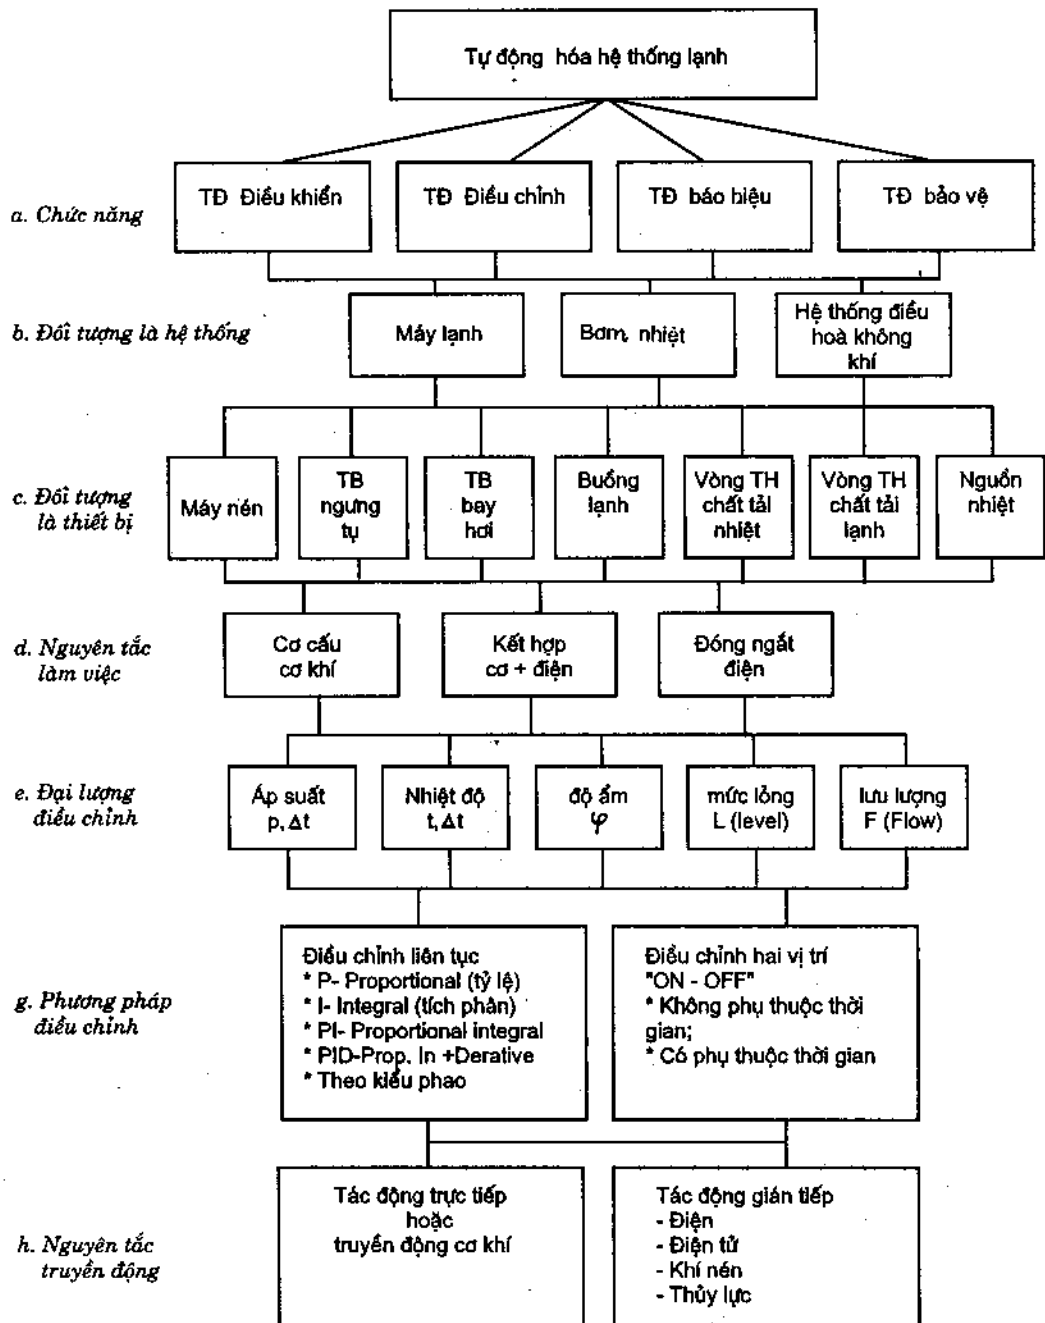 Tự động hóa hệ thống lạnh
a. Chức năng
TĐ Điều khiển
TĐ Điều chỉnh
TĐ báo hiệu
TĐ bảo vệ
b. Đối tượng là hệ thống
Máy lạnh
Bơm nhiệt
Hệ thống điều
hoà không
khí
c. Đối tượng
là thiết bị
Máy nén
TB
ngưng
tụ
TB
bay
hơi
Buồng
lạnh
Vòng TH
chất tải
nhiệt
Vòng TH
chất tải
lạnh
Nguồn
nhiệt
d. Nguyên tắc
làm việc
Cơ cấu
cơ khí
Kết hợp
cơ + điện
Đóng ngắt
điện
e. Đại lượng
điều chỉnh
Áp suất
p, Δt
Nhiệt độ
t, Δt
độ ẩm
φ
mức lỏng
L (level)
lưu lượng
F (Flow)
g. Phương pháp
điều chỉnh
Điều chỉnh liên tục
* P- Proportional (tỷ lệ)
* I- Integral (tích phân)
* PI- Proportional integral
* PID-Prop. In +Derative
* Theo kiểu phao
Điều chỉnh hai vị trí
"ON - OFF"
* Không phụ thuộc thời
gian;
* Có phụ thuộc thời gian
h. Nguyên tắc
truyền động
Tác động trực tiếp
hoặc
truyền động cơ khí
Tác động gián tiếp
- Điện
- Điện tử
- Khí nén
- Thủy lực